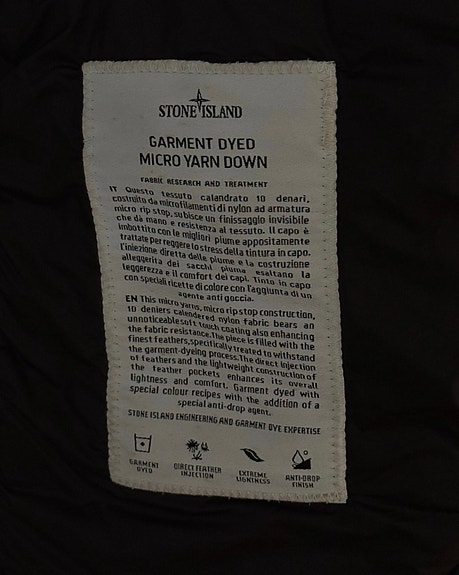 STONE ISLAND
GARMENT DYED
MICRO YARN DOWN
FABRIC RESEARCH AND TREATMENT
IT Questo tessuto calandrato 10 denari,
costruito da microfilamenti di nylon ad armatura
micro rip stop, subisce un finissaggio invisibile
che dà mano e resistenza al tessuto. Il capo è
imbottito con le migliori piume appositamente
trattate per reggere lo stress della tintura in capo.
l'iniezione diretta delle piume e la costruzione
alleggerita dei sacchi piuma esaltano la
leggerezza e il comfort dei capi. Tinto in capo
con speciali ricette di colore con l'aggiunta di un
agente anti goccia.
EN This micro yarns, micro rip stop construction,
10 deniers calendered nylon fabric bears an
unnoticeable soft touch coating also enhancing
the fabric resistance. The piece is filled with the
finest feathers, specifically treated to withstand
the garment-dyeing process. The direct injection
of feathers and the lightweight construction of
the feather pockets enhances its overall
lightness and comfort. Garment dyed with
special colour recipes with the addition of a
special anti-drop agent.
STONE ISLAND ENGINEERING AND GARMENT DYE EXPERTISE
GARMENT DYED
DIRECT FEATHER INJECTION
EXTREME LIGHTNESS
ANTI-DROP FINISH